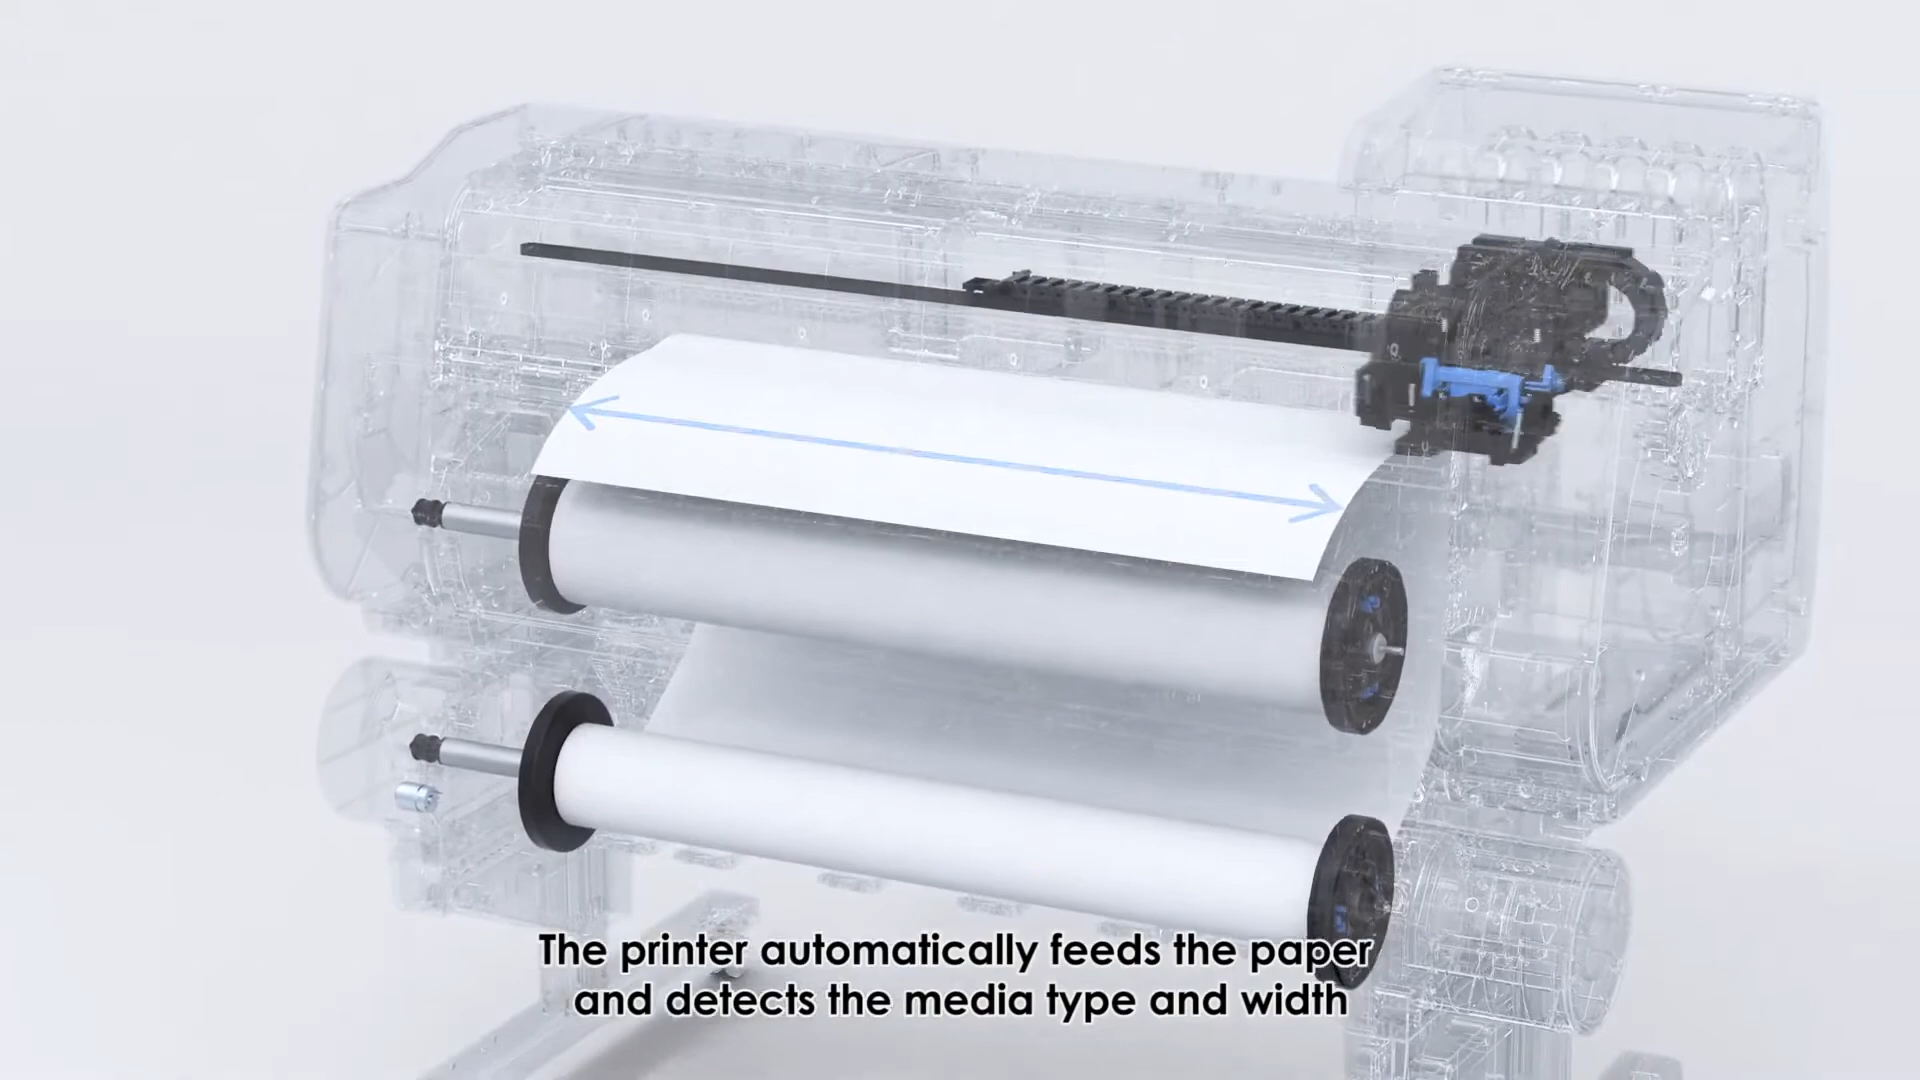 The printer automatically feeds the paper
and detects the media type and width